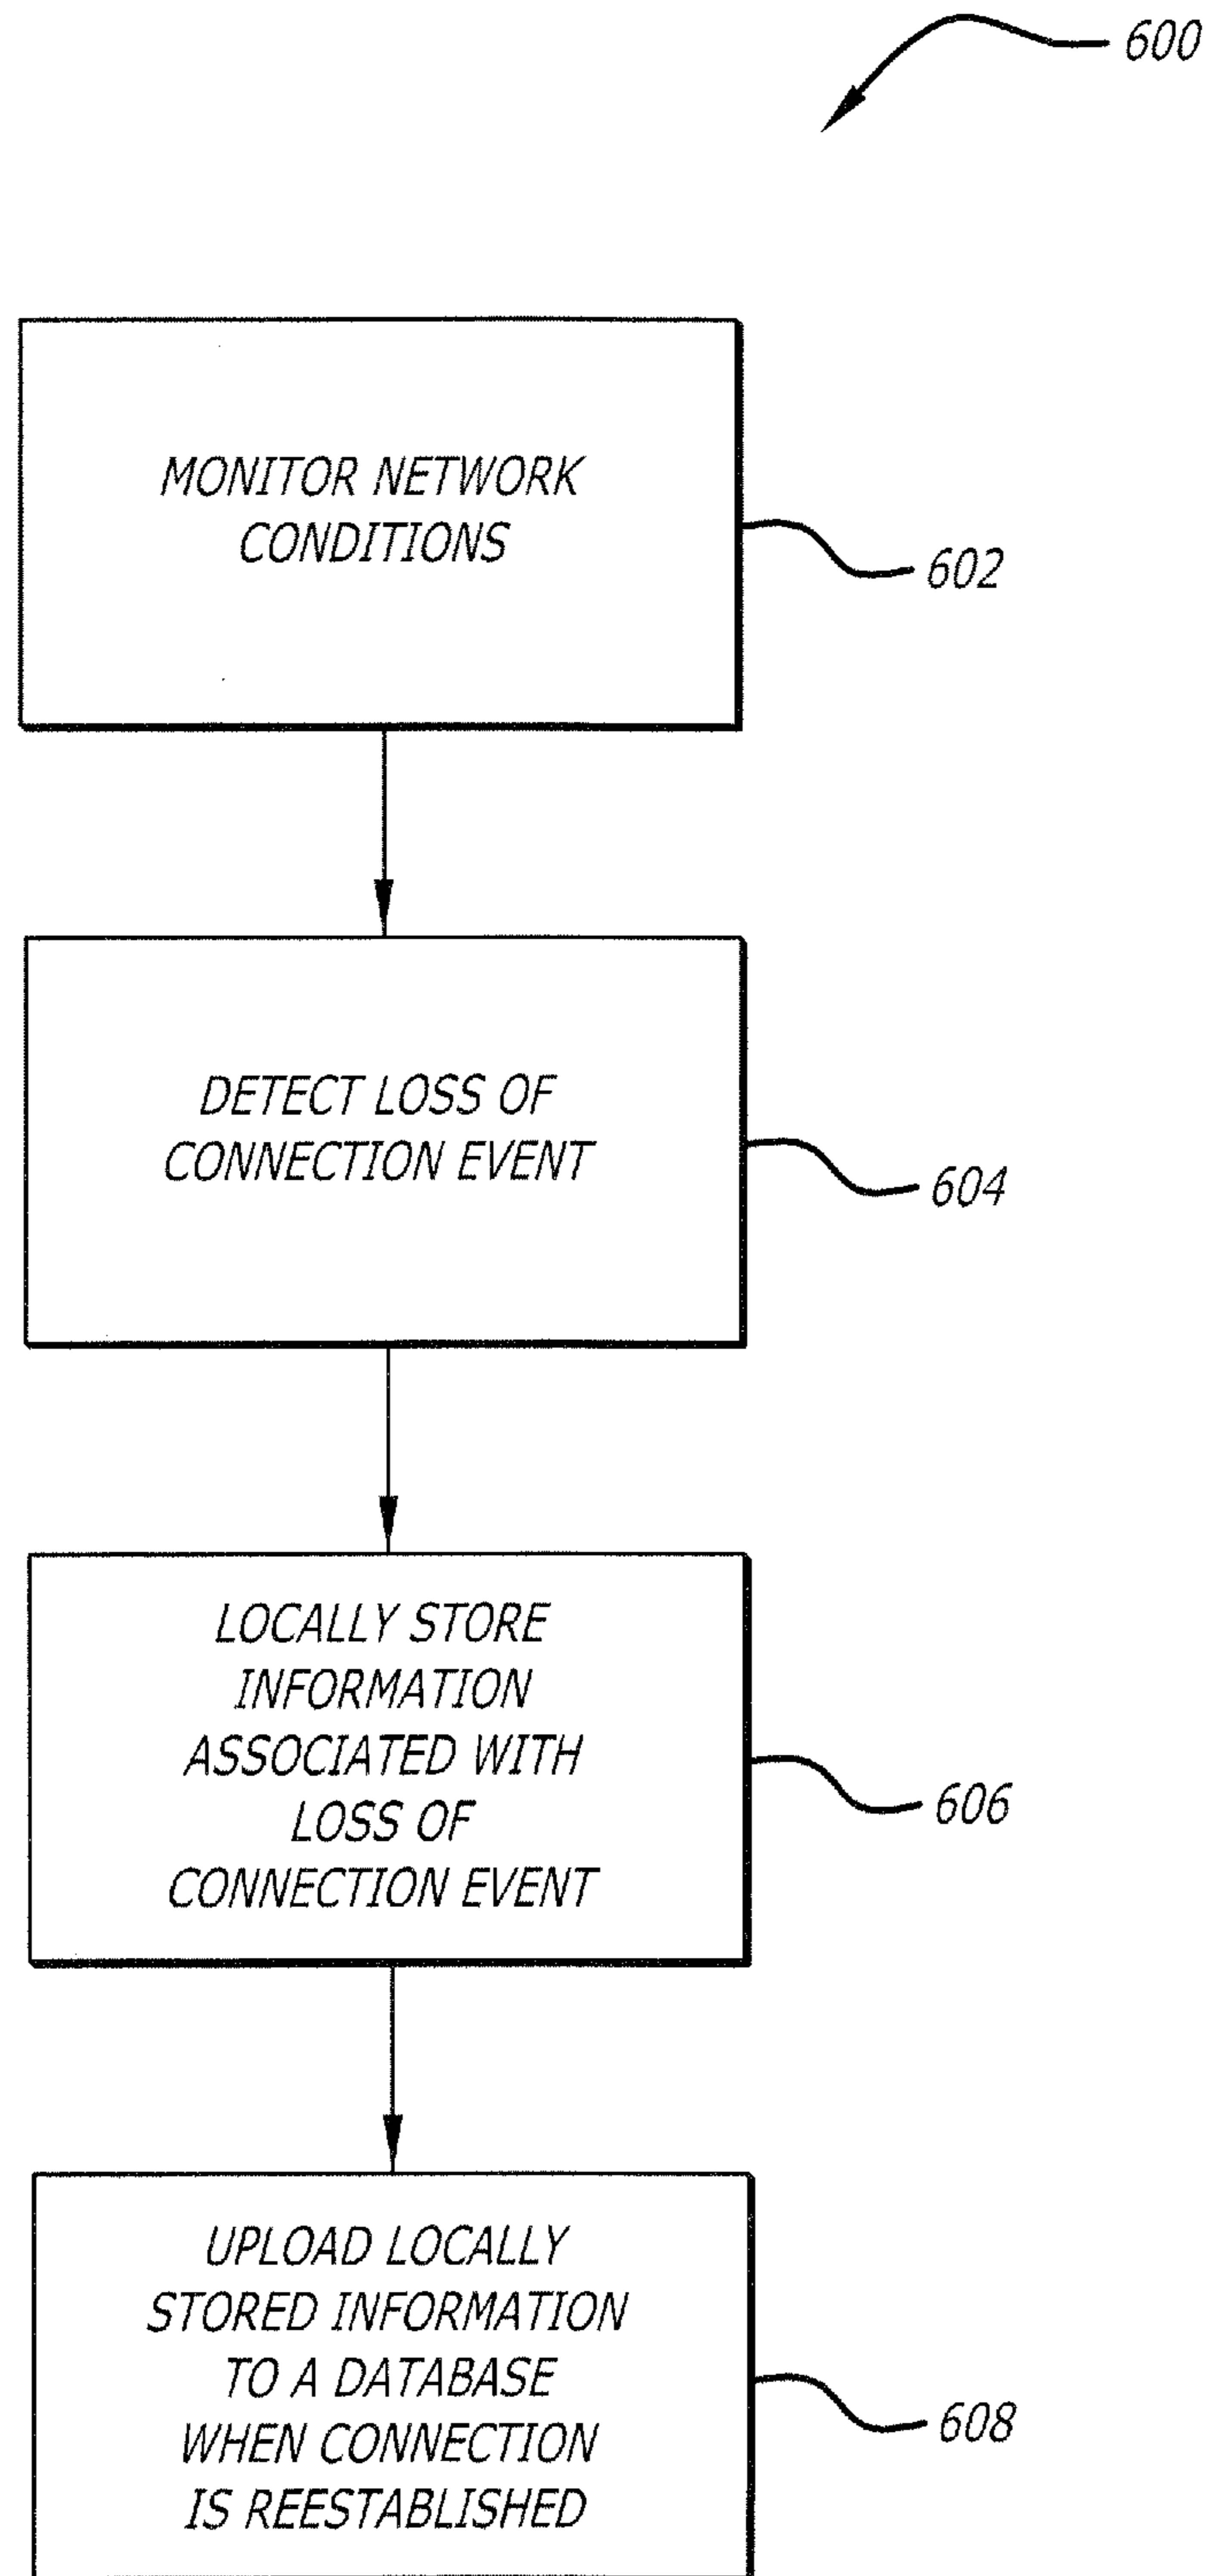 600
MONITOR NETWORK
CONDITIONS
602
DETECT LOSS OF
CONNECTION EVENT
604
LOCALLY STORE
INFORMATION
ASSOCIATED WITH
LOSS OF
CONNECTION EVENT
606
UPLOAD LOCALLY
STORED INFORMATION
TO A DATABASE
WHEN CONNECTION
IS REESTABLISHED
608